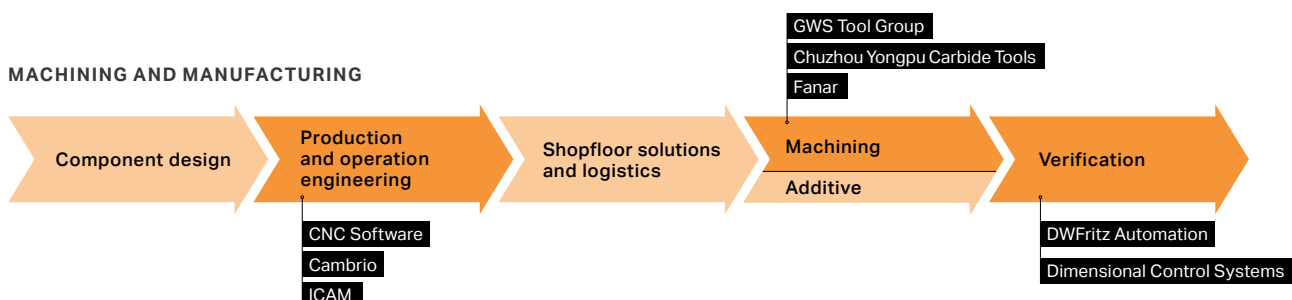 GWS Tool Group
Chuzhou Yongpu Carbide Tools
Fanar
MACHINING AND MANUFACTURING
Component design
Production
and operation
engineering
Shopfloor solutions
and logistics
Machining
Additive
Verification
CNC Software
Cambrio
ICAM
DWFritz Automation
Dimensional Control Systems